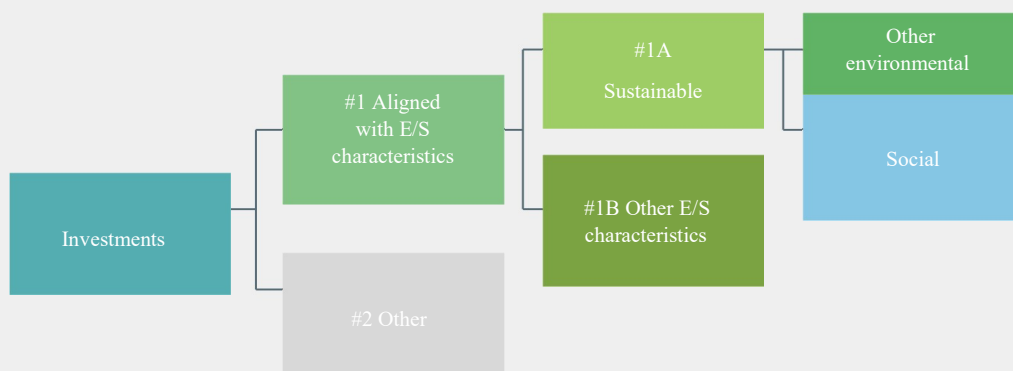 Investments
#1 Aligned
with E/S
characteristics
#2 Other
#1A
Sustainable
#1B Other E/S
characteristics
Other
environmental
Social